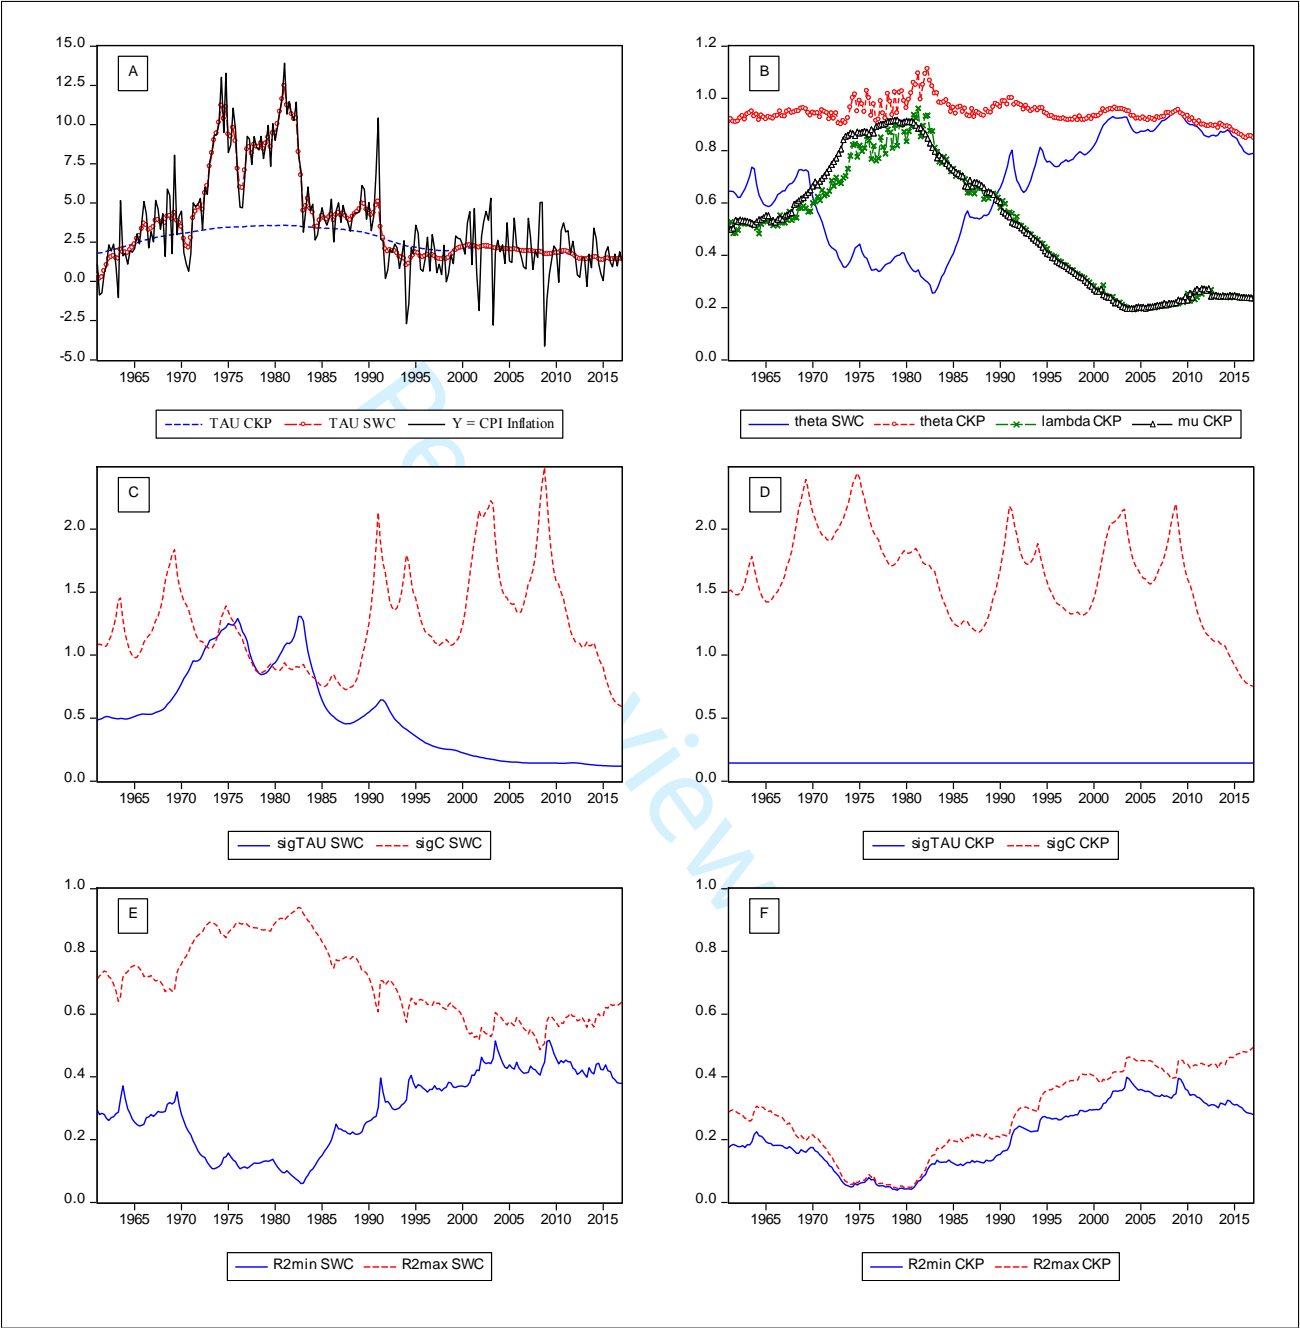 A
15.0
12.5
10.0
7.5
5.0
2.5
0.0
-2.5
-5.0
1965 1970 1975 1980 1985 1990 1995 2000 2005 2010 2015
TAU CKP TAU SWC Y = CPI Inflation
B
1.2
1.0
0.8
0.6
0.4
0.2
0.0
1965 1970 1975 1980 1985 1990 1995 2000 2005 2010 2015
theta SWC theta CKP lambda CKP mu CKP
C
2.0
1.5
1.0
0.5
0.0
1965 1970 1975 1980 1985 1990 1995 2000 2005 2010 2015
sigTAU SWC sigC SWC
D
2.0
1.5
1.0
0.5
0.0
1965 1970 1975 1980 1985 1990 1995 2000 2005 2010 2015
sigTAU CKP sigC CKP
E
1.0
0.8
0.6
0.4
0.2
0.0
1965 1970 1975 1980 1985 1990 1995 2000 2005 2010 2015
R2min SWC R2max SWC
F
1.0
0.8
0.6
0.4
0.2
0.0
1965 1970 1975 1980 1985 1990 1995 2000 2005 2010 2015
R2min CKP R2max CKP